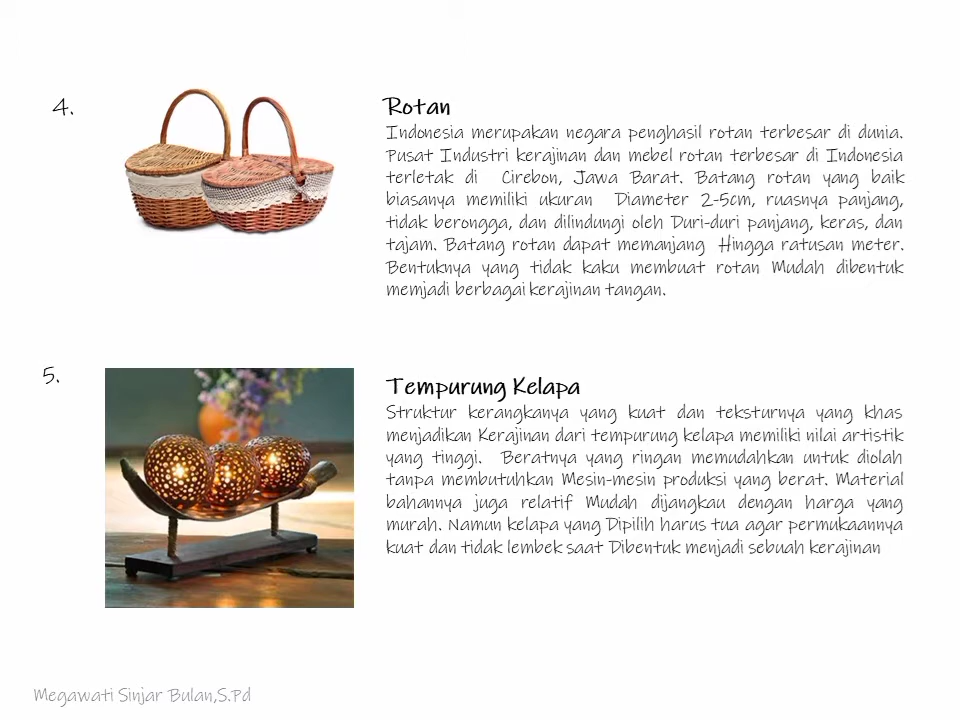 4.
Rotan
Indonesia merupakan negara penghasil rotan terbesar di dunia.
Pusat Industri kerajinan dan mebel rotan terbesar di Indonesia
terletak di Cirebon, Jawa Barat. Batang rotan yang baik
biasanya memiliki ukuran Diameter 2-5cm, ruasnya panjang,
tidak berongga, dan dilindungi oleh Duri-duri panjang, keras, dan
tajam. Batang rotan dapat memanjang Hingga ratusan meter.
Bentuknya yang tidak kaku membuat rotan Mudah dibentuk
memjadi berbagai kerajinan tangan.
5.
Tempurung Kelapa
Struktur kerangkanya yang kuat dan teksturnya yang khas
menjadikan Kerajinan dari tempurung kelapa memiliki nilai artistik
yang tinggi. Beratnya yang ringan memudahkan untuk diolah
tanpa membutuhkan Mesin-mesin produksi yang berat. Material
bahannya juga relatif Mudah dijangkau dengan harga yang
murah. Namun kelapa yang Dipilih harus tua agar permukaannya
kuat dan tidak lembek saat Dibentuk menjadi sebuah kerajinan
Megawati Sinjar Bulan,S.Pd